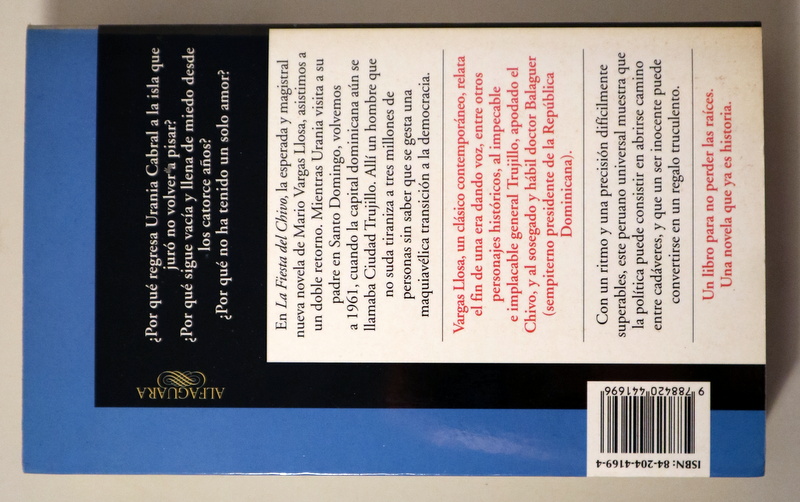 ¿Por qué regresa Urania Cabral a la isla que
juró no volver a pisar?
¿Por qué sigue vacía y llena de miedo desde
los catorce años?
¿Por qué no ha tenido un solo amor?
En La Fiesta del Chivo, la esperada y magistral
nueva novela de Mario Vargas Llosa, asistimos a
un doble retorno. Mientras Urania visita a su
padre en Santo Domingo, volvemos
a 1961, cuando la capital dominicana aún se
llamaba Ciudad Trujillo. Allí un hombre que
no suda tiraniza a tres millones de
personas sin saber que se gesta una
maquiavélica transición a la democracia.
Vargas Llosa, un clásico contemporáneo, relata
el fin de una era dando voz, entre otros
personajes históricos, al impecable
e implacable general Trujillo, apodado el
Chivo, y al sosegado y hábil doctor Balaguer
(sempiterno presidente de la República
Dominicana).
Con un ritmo y una precisión difícilmente
superables, este peruano universal muestra que
la política puede consistir en abrirse camino
entre cadáveres, y que un ser inocente puede
convertirse en un regalo truculento.
Un libro para no perder las raíces.
Una novela que ya es historia.
ALFAGUARA
ISBN: 84-204-4169-4
9 788420 441696